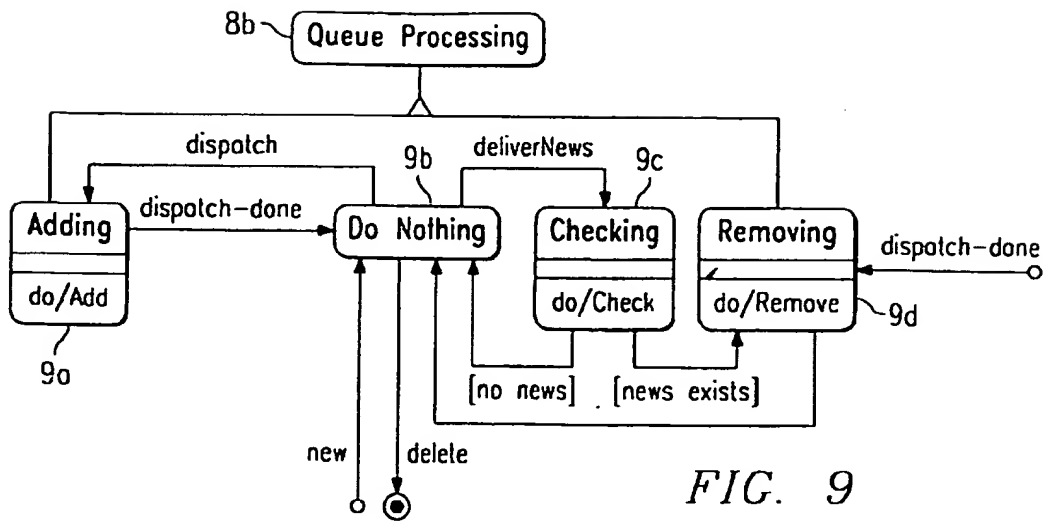 8b
Queue Processing
dispatch
9b
deliverNews
9c
Adding
dispatch-done
Do Nothing
Checking
Removing
dispatch-done
do/Add
do/Check
do/Remove
9d
9a
[no news]
[news exists]
new
delete
FIG. 9